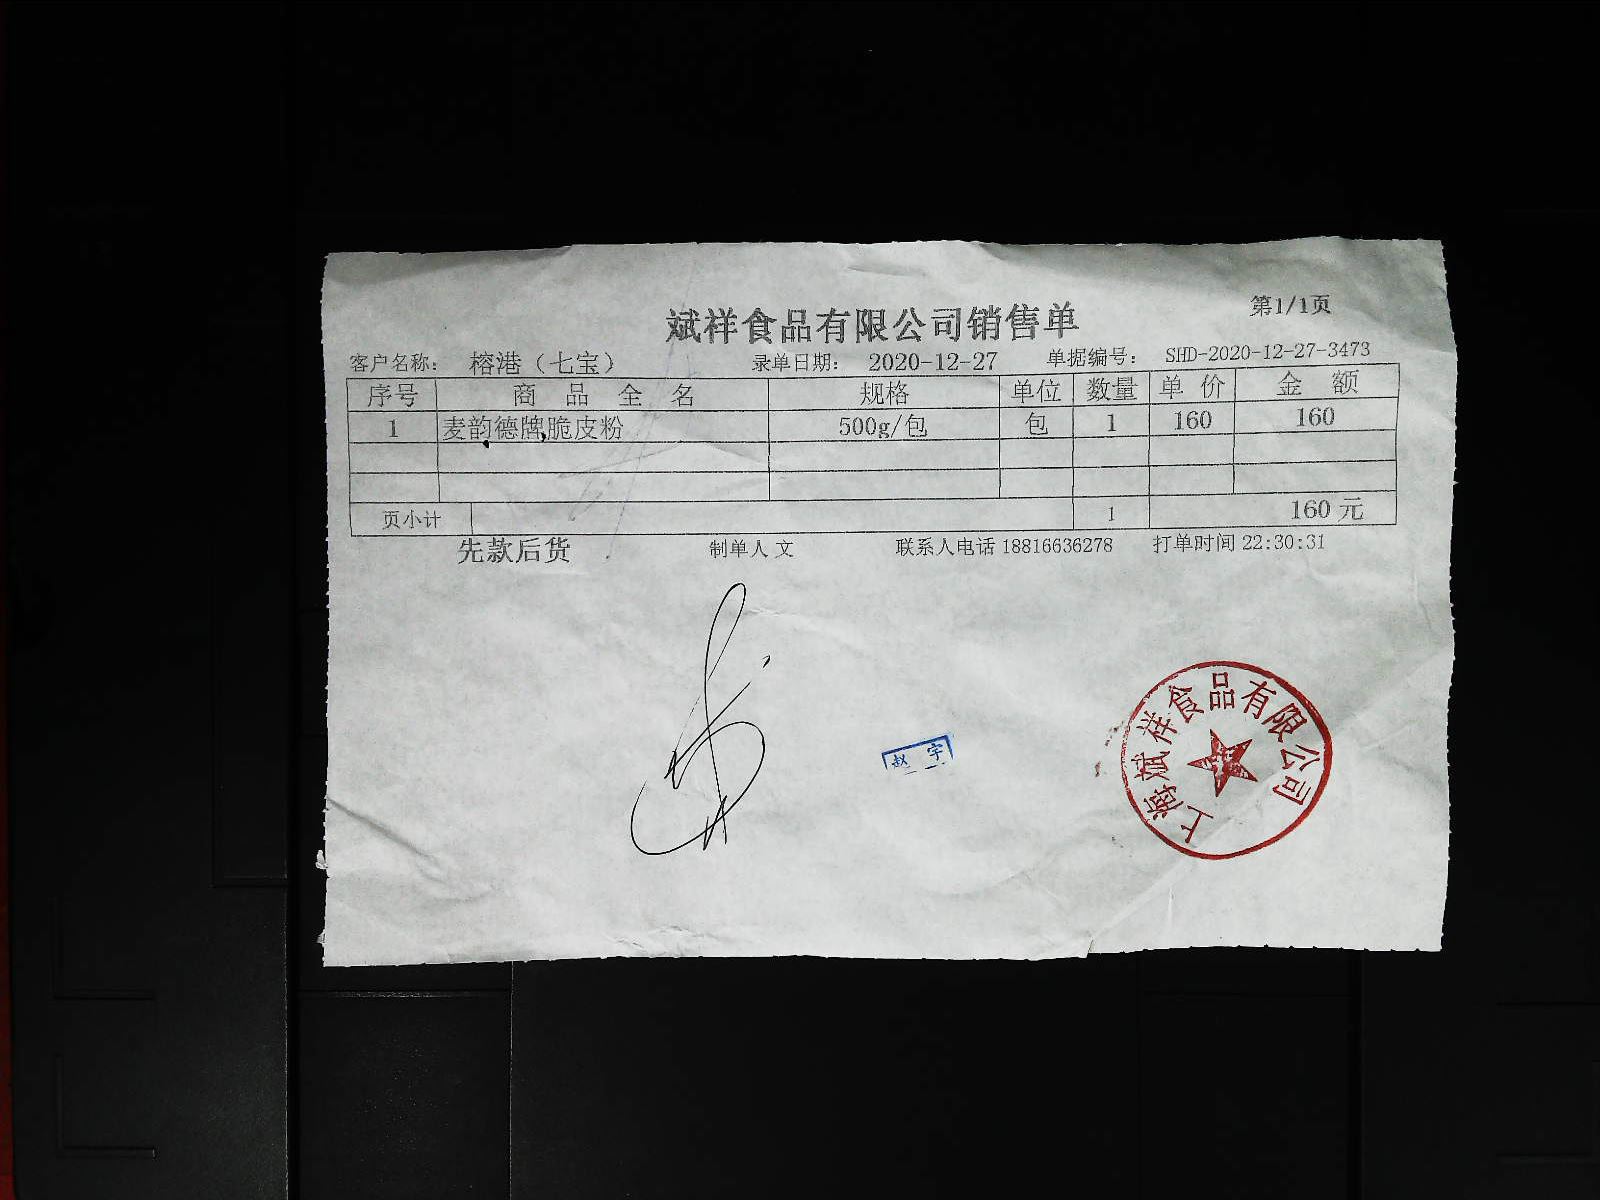 第1/1页
斌祥食品有限公司销售单
客户名称： 榕港（七宝） 录单日期： 2020-12-27 单据编号： SHD-2020-12-27-3473
序号 商品全名 规格 单位 数量 单价 金额
1 麦韵德牌脆皮粉 500g/包 包 1 160 160
页小计 1 160 元
先款后货 制单人 文 联系人电话 18816636278 打单时间 22:30:31
赵宇
上海斌祥食品有限公司